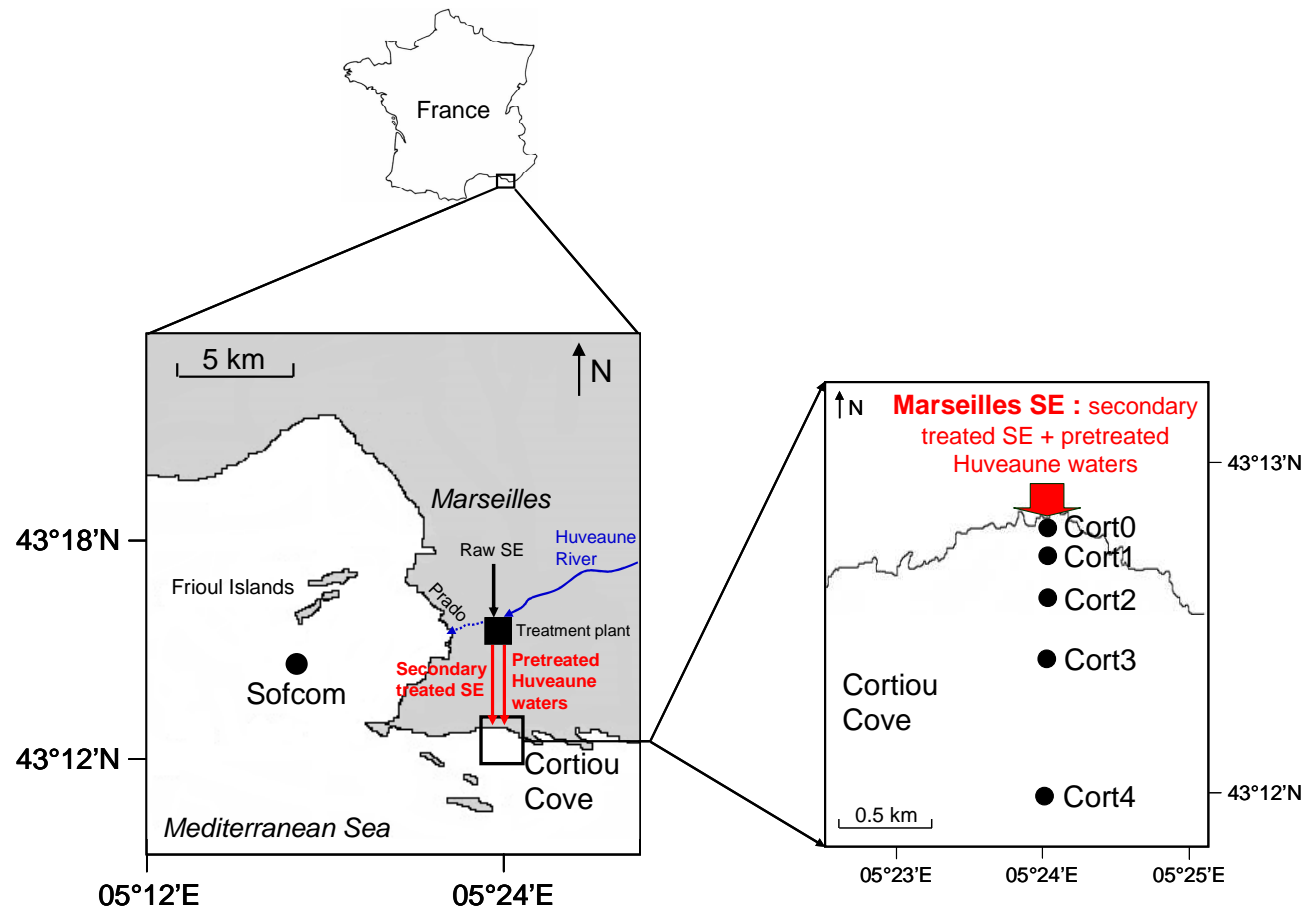 France
5 km
N
Marseilles
43°18'N
Huveaune
River
Raw SE
Frioul Islands
Prado
Treatment plant
Sofcom
Secondary
treated SE
Pretreated
Huveaune
waters
43°12'N
Cortiou
Cove
Mediterranean Sea
05°12'E
05°24'E
N
Marseilles SE : secondary
treated SE + pretreated
Huveaune waters
43°13'N
Cort0
Cort1
Cort2
Cort3
Cortiou
Cove
Cort4
43°12'N
0.5 km
05°23'E
05°24'E
05°25'E